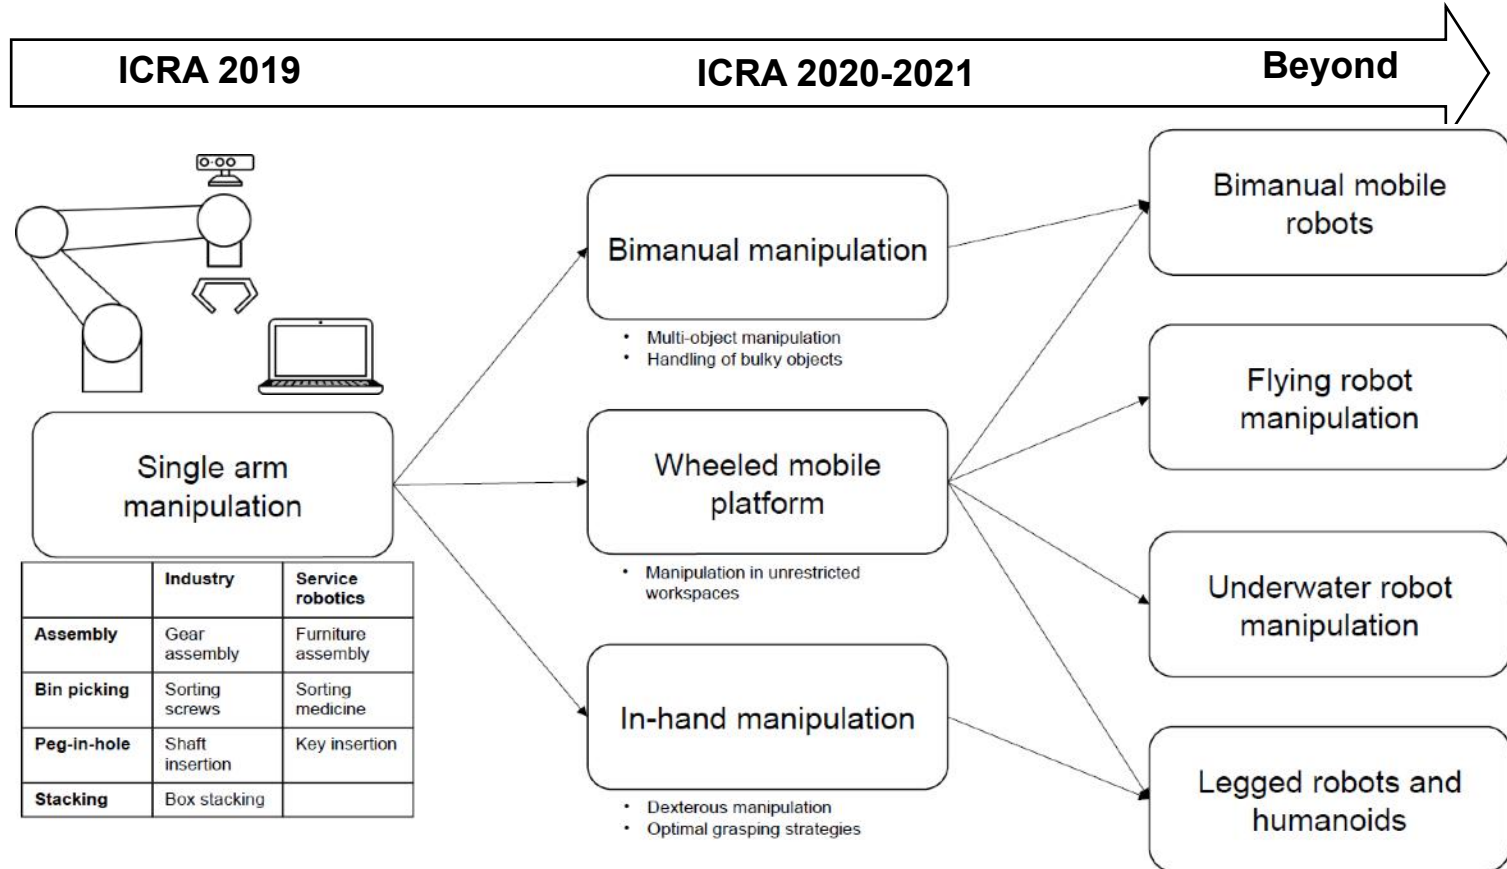 ICRA 2019
ICRA 2020-2021
Beyond
Single arm
manipulation
Industry
Service
robotics
Assembly
Gear
assembly
Furniture
assembly
Bin picking
Sorting
screws
Sorting
medicine
Peg-in-hole
Shaft
insertion
Key insertion
Stacking
Box stacking
Bimanual manipulation
• Multi-object manipulation
• Handling of bulky objects
Wheeled mobile
platform
• Manipulation in unrestricted
workspaces
In-hand manipulation
• Dexterous manipulation
• Optimal grasping strategies
Bimanual mobile
robots
Flying robot
manipulation
Underwater robot
manipulation
Legged robots and
humanoids